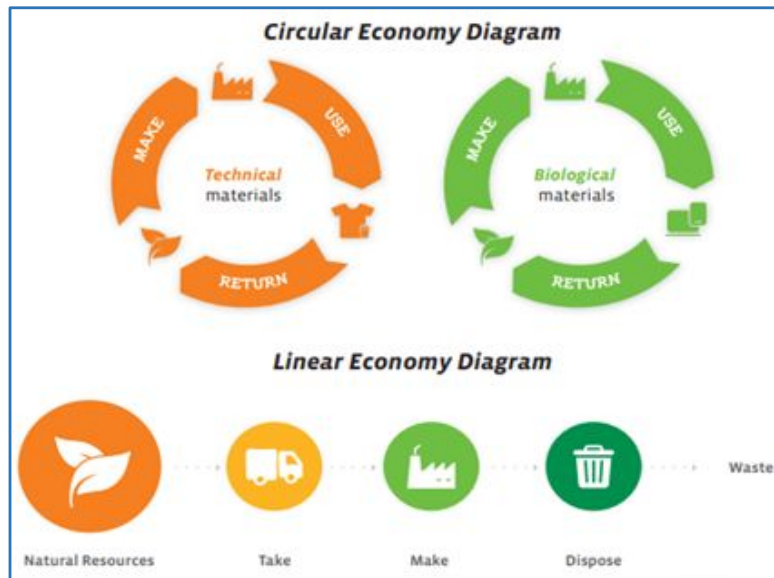 Circular Economy Diagram
MAKE
USE
RETURN
Technical
materials
MAKE
USE
RETURN
Biological
materials
Linear Economy Diagram
Waste
Natural Resources
Take
Make
Dispose